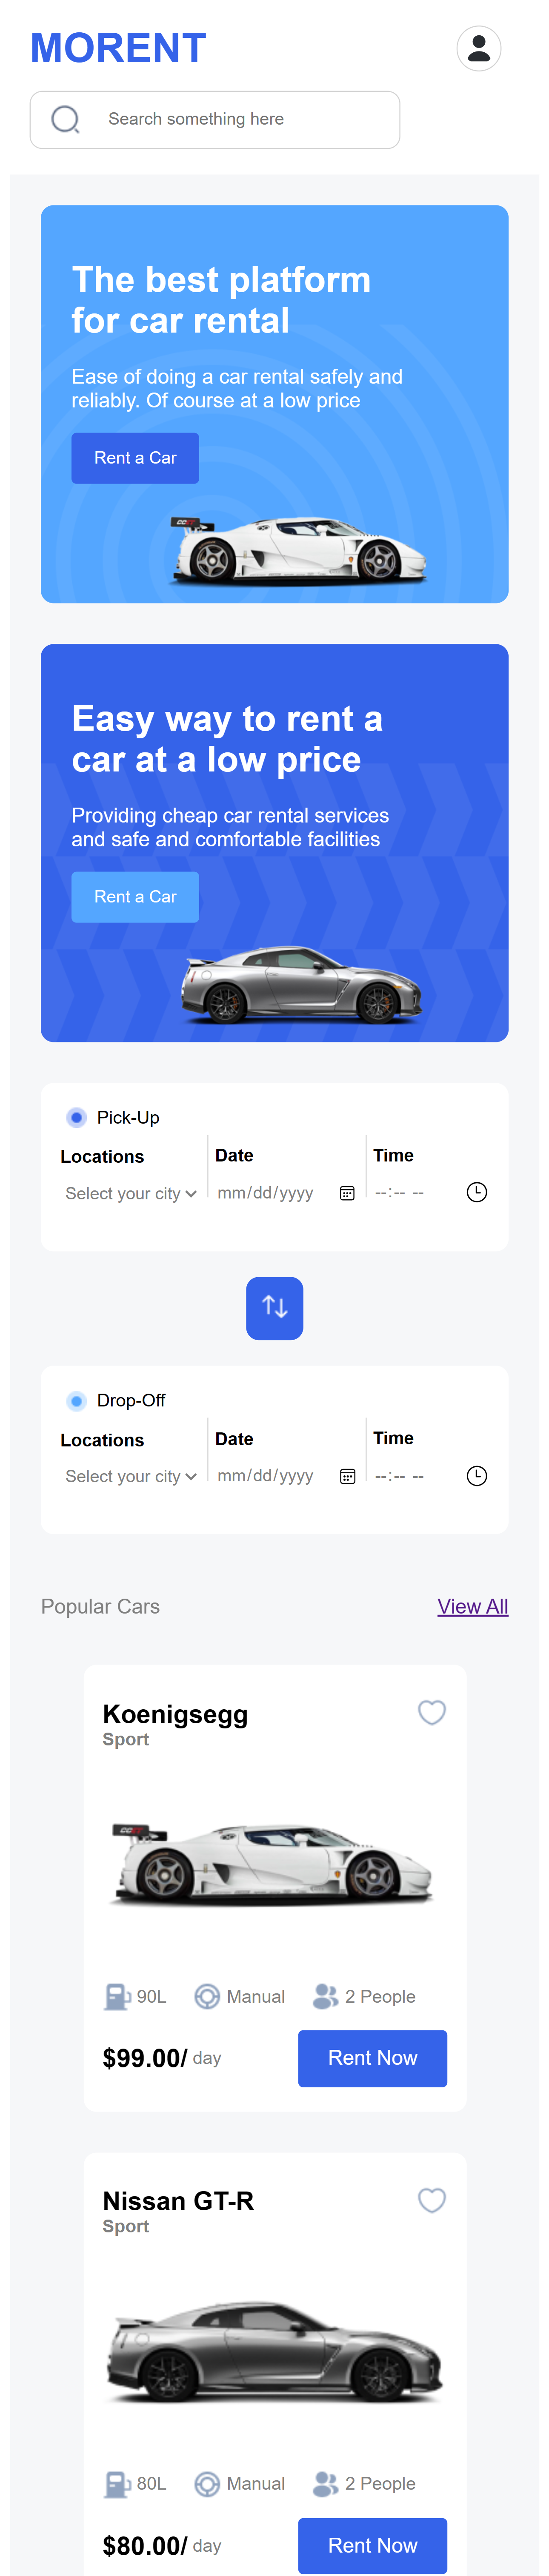 MORENT
Search something here
The best platform
for car rental
Ease of doing a car rental safely and
reliably. Of course at a low price
Rent a Car
Easy way to rent a
car at a low price
Providing cheap car rental services
and safe and comfortable facilities
Rent a Car
Pick-Up
Locations Date Time
Select your city mm/dd/yyyy --:-- --
Drop-Off
Locations Date Time
Select your city mm/dd/yyyy --:-- --
Popular Cars View All
Koenigsegg
Sport
90L Manual 2 People
$99.00/ day Rent Now
Nissan GT-R
Sport
80L Manual 2 People
$80.00/ day Rent Now